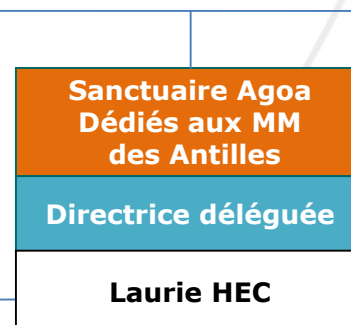 Sanctuaire Agoa
Dédiés aux MM
des Antilles
Directrice déléguée
Laurie HEC